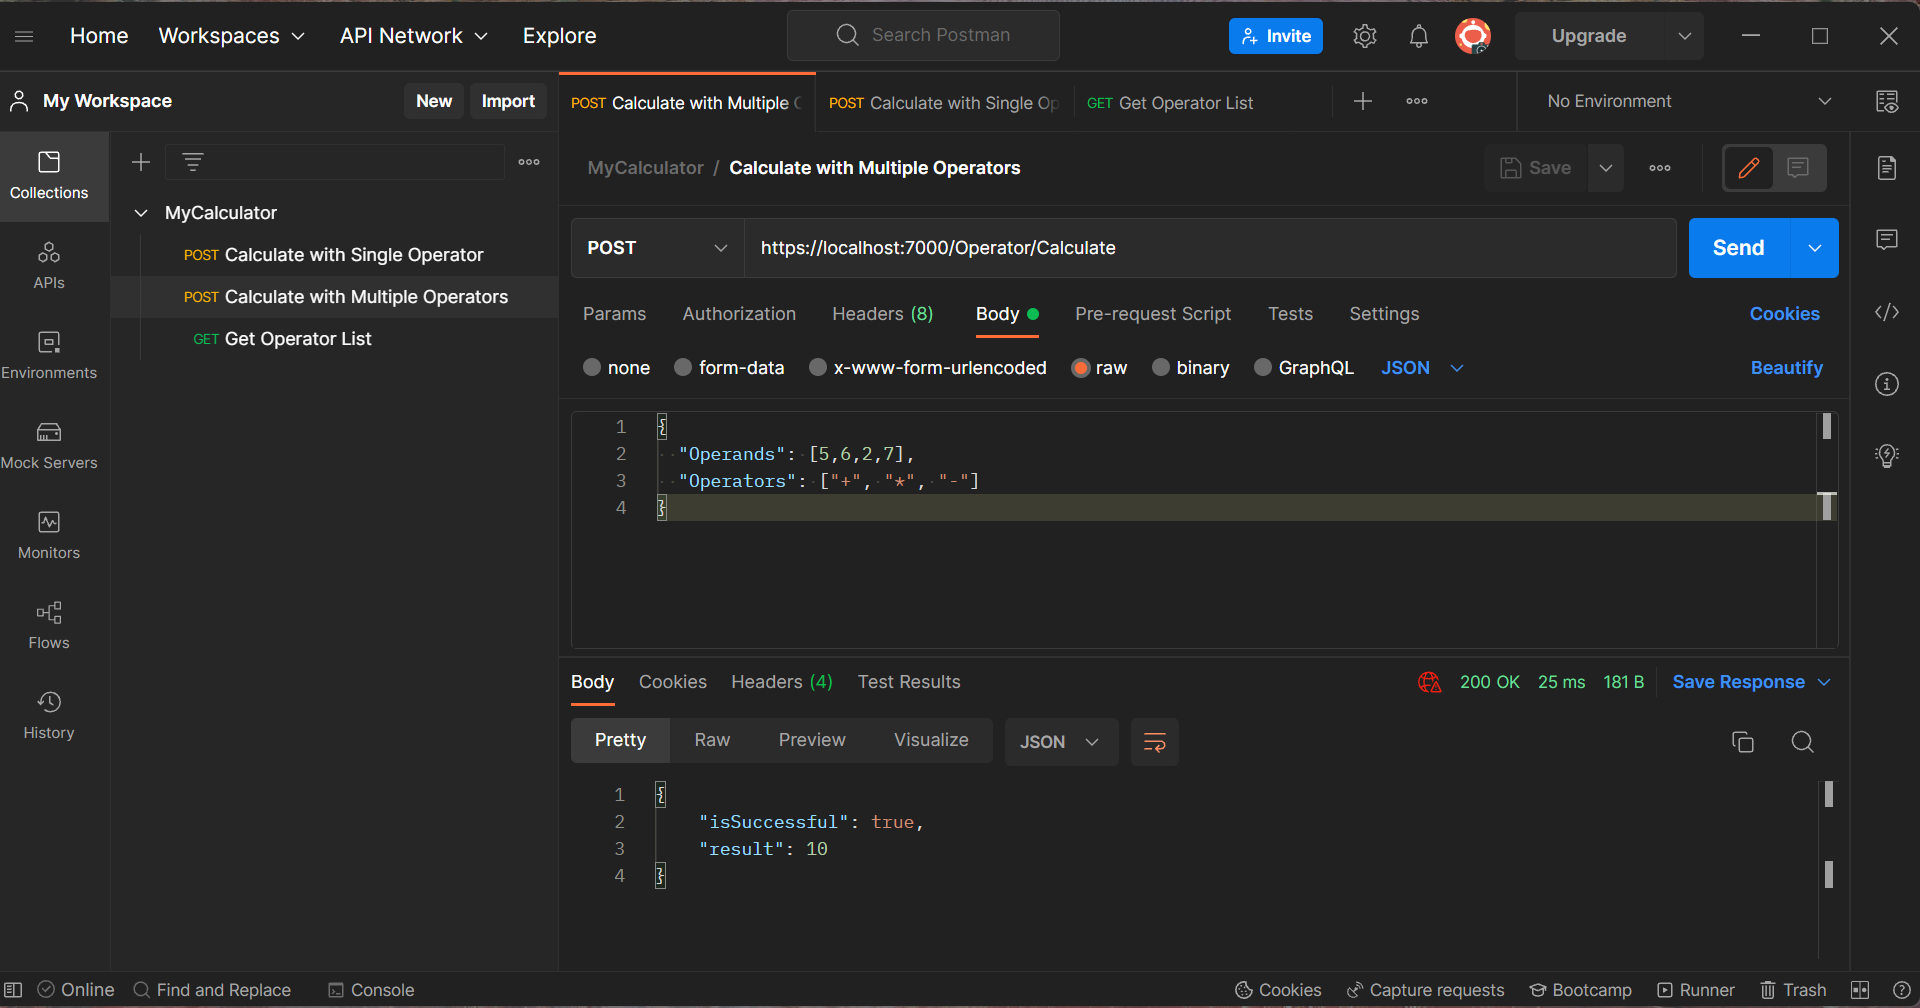 Home
Workspaces
API Network
Explore
Search Postman
Invite
Upgrade
My Workspace
New
Import
POST Calculate with Multiple
POST Calculate with Single Op
GET Get Operator List
No Environment
Collections
APIs
Environments
Mock Servers
Monitors
Flows
History
MyCalculator
POST Calculate with Single Operator
POST Calculate with Multiple Operators
GET Get Operator List
MyCalculator / Calculate with Multiple Operators
Save
POST
https://localhost:7000/Operator/Calculate
Send
Params
Authorization
Headers (8)
Body
Pre-request Script
Tests
Settings
Cookies
none
form-data
x-www-form-urlencoded
raw
binary
GraphQL
JSON
Beautify
1 {
2 "Operands": [5,6,2,7],
3 "Operators": ["+", "*", "-"]
4 }
Body
Cookies
Headers (4)
Test Results
200 OK
25 ms
181 B
Save Response
Pretty
Raw
Preview
Visualize
JSON
1 {
2 "isSuccessful": true,
3 "result": 10
4 }
Online
Find and Replace
Console
Cookies
Capture requests
Bootcamp
Runner
Trash